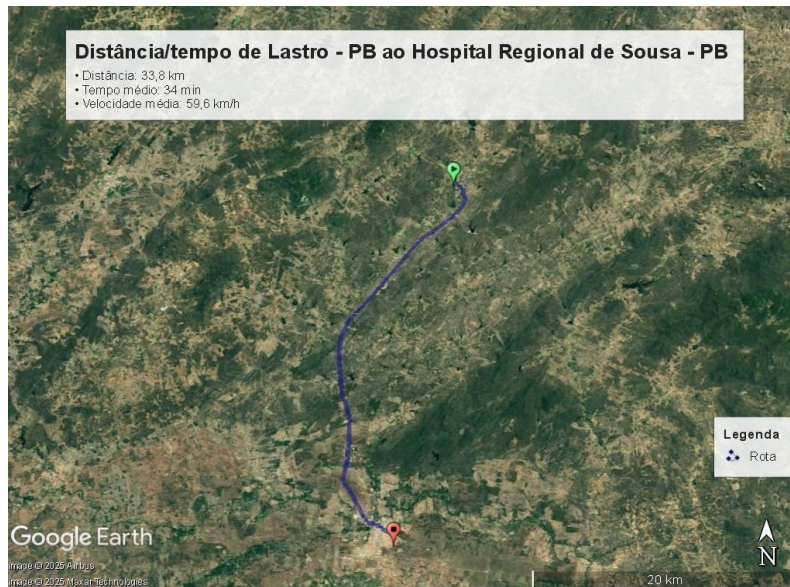 Distância/tempo de Lastro - PB ao Hospital Regional de Sousa - PB
• Distância: 33,8 km
• Tempo médio: 34 min
• Velocidade média: 59,6 km/h
Legenda
Rota
Google Earth
N
Image © 2025 Airbus
Image © 2025 Maxar Technologies
20 km